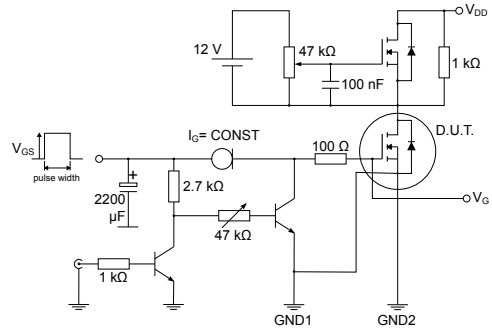 V_DD
12 V
47 kΩ
1 kΩ
100 nF
D.U.T.
I_G= CONST
100 Ω
V_GS
pulse width
+
2.7 kΩ
2200
μF
47 kΩ
V_G
1 kΩ
GND1
GND2